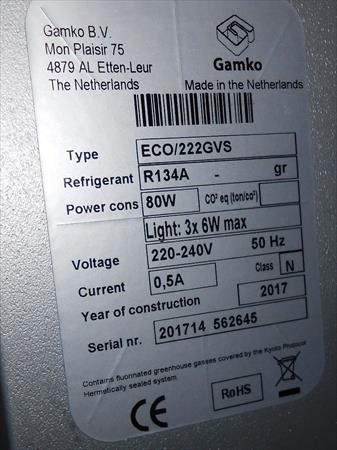 Gamko B.V.
Mon Plaisir 75
4879 AL Etten-Leur
The Netherlands
Gamko
Made in the Netherlands
Type ECO/222GVS
Refrigerant R134A - gr
Power cons 80W CO² eq (ton/co²)
Light: 3x 6W max
Voltage 220-240V 50 Hz
Current 0,5A Class N
Year of construction 2017
Serial nr. 201714 562645
Contains fluorinated greenhouse gasses covered by the Kyoto Protocol
Hermetically sealed system
CE RoHS